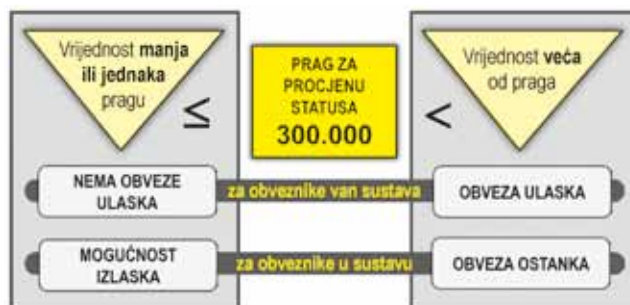 Vrijednost manja
ili jednaka
pragu
≤
PRAG ZA
PROCJENU
STATUSA
300.000
<
Vrijednost veća
od praga
NEMA OBVEZE
ULASKA
za obveznike van sustava
OBVEZA ULASKA
MOGUĆNOST
IZLASKA
za obveznike u sustavu
OBVEZA OSTANKA